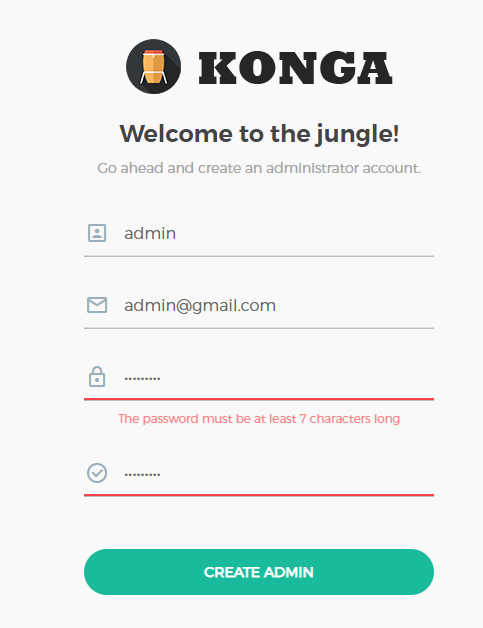 KONGA
Welcome to the jungle!
Go ahead and create an administrator account.
admin
admin@gmail.com
•••••••••
The password must be at least 7 characters long
•••••••••
CREATE ADMIN